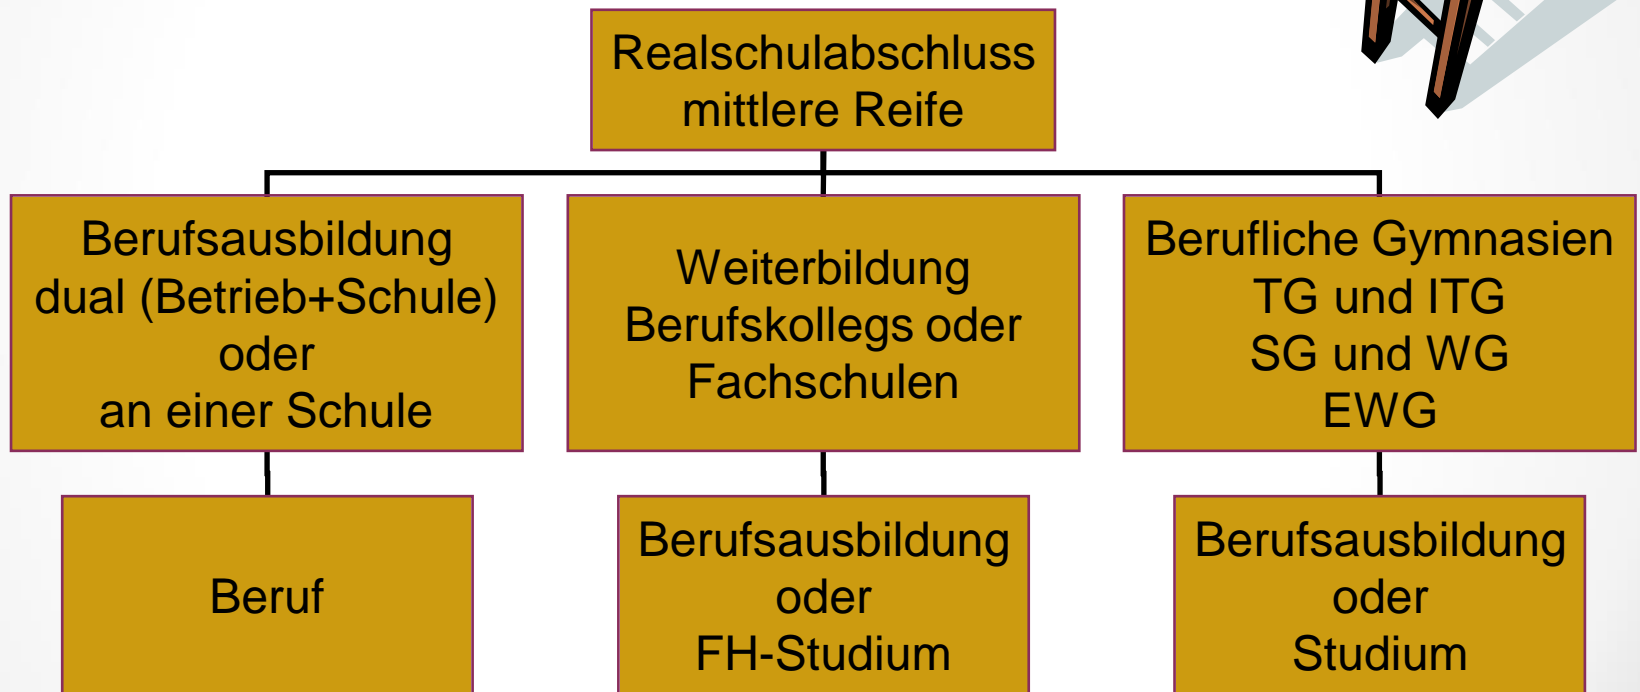 Realschulabschluss
mittlere Reife
Berufsausbildung
dual (Betrieb+Schule)
oder
an einer Schule
Weiterbildung
Berufskollegs oder
Fachschulen
Berufliche Gymnasien
TG und ITG
SG und WG
EWG
Beruf
Berufsausbildung
oder
FH-Studium
Berufsausbildung
oder
Studium